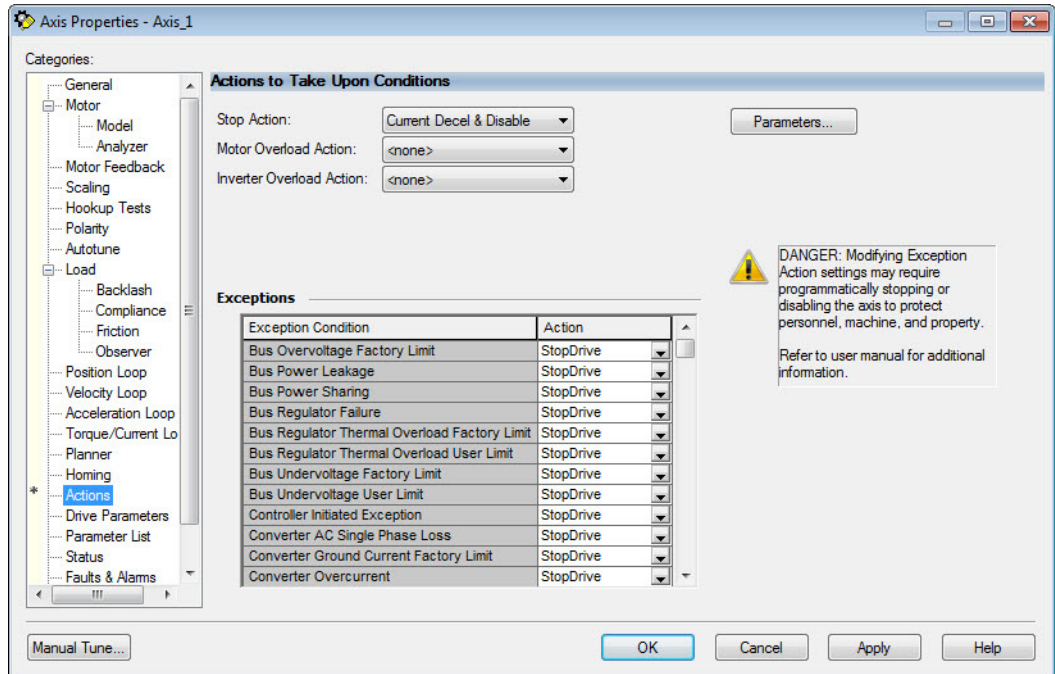 Axis Properties - Axis_1
Categories:
General
Motor
Model
Analyzer
Motor Feedback
Scaling
Hookup Tests
Polarity
Autotune
Load
Backlash
Compliance
Friction
Observer
Position Loop
Velocity Loop
Acceleration Loop
Torque/Current Lo
Planner
Homing
* Actions
Drive Parameters
Parameter List
Status
Faults & Alarms
Actions to Take Upon Conditions
Stop Action: Current Decel & Disable
Parameters...
Motor Overload Action: <none>
Inverter Overload Action: <none>
DANGER: Modifying Exception
Action settings may require
programmatically stopping or
disabling the axis to protect
personnel, machine, and property.
Refer to user manual for additional
information.
Exceptions
Exception Condition Action
Bus Overvoltage Factory Limit StopDrive
Bus Power Leakage StopDrive
Bus Power Sharing StopDrive
Bus Regulator Failure StopDrive
Bus Regulator Thermal Overload Factory Limit StopDrive
Bus Regulator Thermal Overload User Limit StopDrive
Bus Undervoltage Factory Limit StopDrive
Bus Undervoltage User Limit StopDrive
Controller Initiated Exception StopDrive
Converter AC Single Phase Loss StopDrive
Converter Ground Current Factory Limit StopDrive
Converter Overcurrent StopDrive
Manual Tune... OK Cancel Apply Help